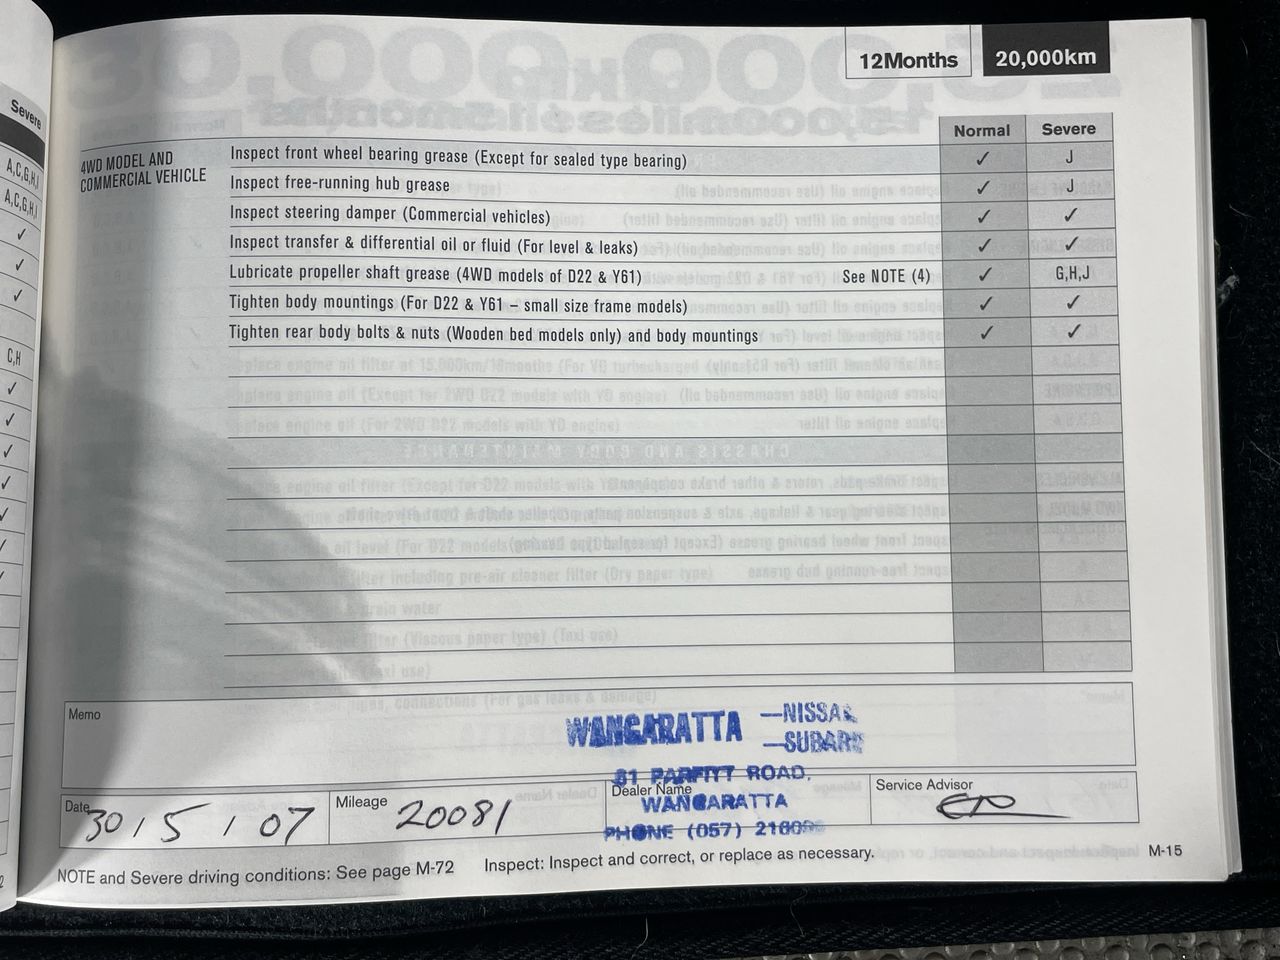 12Months 20,000km
Normal Severe
4WD MODEL AND
COMMERCIAL VEHICLE
Inspect front wheel bearing grease (Except for sealed type bearing) ✓ J
Inspect free-running hub grease ✓ J
Inspect steering damper (Commercial vehicles) ✓ ✓
Inspect transfer & differential oil or fluid (For level & leaks) ✓ ✓
Lubricate propeller shaft grease (4WD models of D22 & Y61) See NOTE (4) ✓ G,H,J
Tighten body mountings (For D22 & Y61 – small size frame models) ✓ ✓
Tighten rear body bolts & nuts (Wooden bed models only) and body mountings ✓ ✓
Severe
A,C,G,H,I
A,C,G,H,I
✓
✓
✓
C,H
✓
✓
✓
✓
✓
✓
✓
Memo
WANGARATTA —NISSAN
—SUBARU
81 PARFITT ROAD,
WANGARATTA
PHONE (057)
Date 30/5/07
Mileage 20081
Dealer Name
Service Advisor
NOTE and Severe driving conditions: See page M-72 Inspect: Inspect and correct, or replace as necessary. M-15